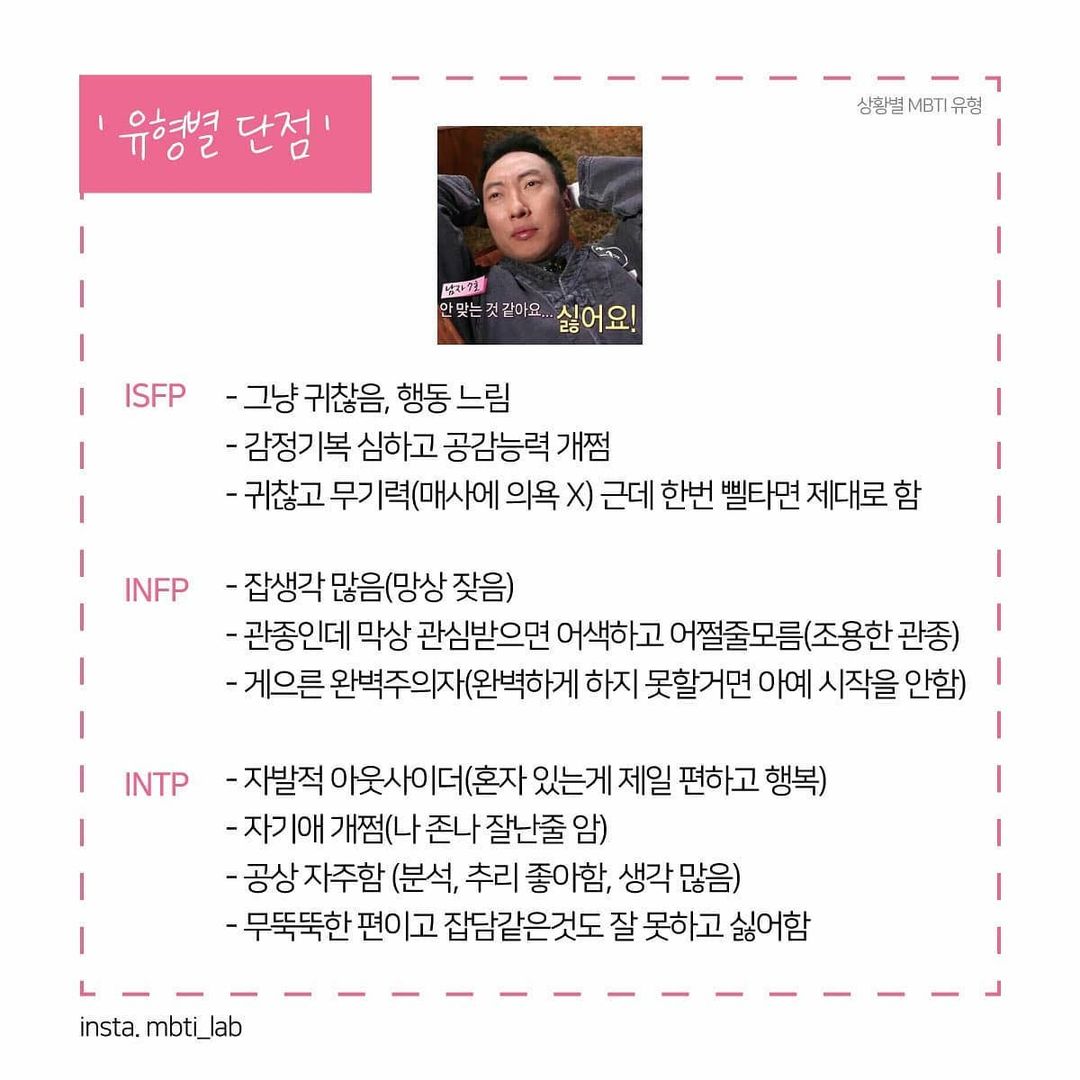 ' 유형별 단점 '
상황별 MBTI 유형
남자 7호
안 맞는 것 같아요... 싫어요!
ISFP - 그냥 귀찮음, 행동 느림
- 감정기복 심하고 공감능력 개쩜
- 귀찮고 무기력(매사에 의욕 X) 근데 한번 삘타면 제대로 함
INFP - 잡생각 많음(망상 잦음)
- 관종인데 막상 관심받으면 어색하고 어쩔줄모름(조용한 관종)
- 게으른 완벽주의자(완벽하게 하지 못할거면 아예 시작을 안함)
INTP - 자발적 아웃사이더(혼자 있는게 제일 편하고 행복)
- 자기애 개쩜(나 존나 잘난줄 암)
- 공상 자주함 (분석, 추리 좋아함, 생각 많음)
- 무뚝뚝한 편이고 잡담같은것도 잘 못하고 싫어함
insta. mbti_lab